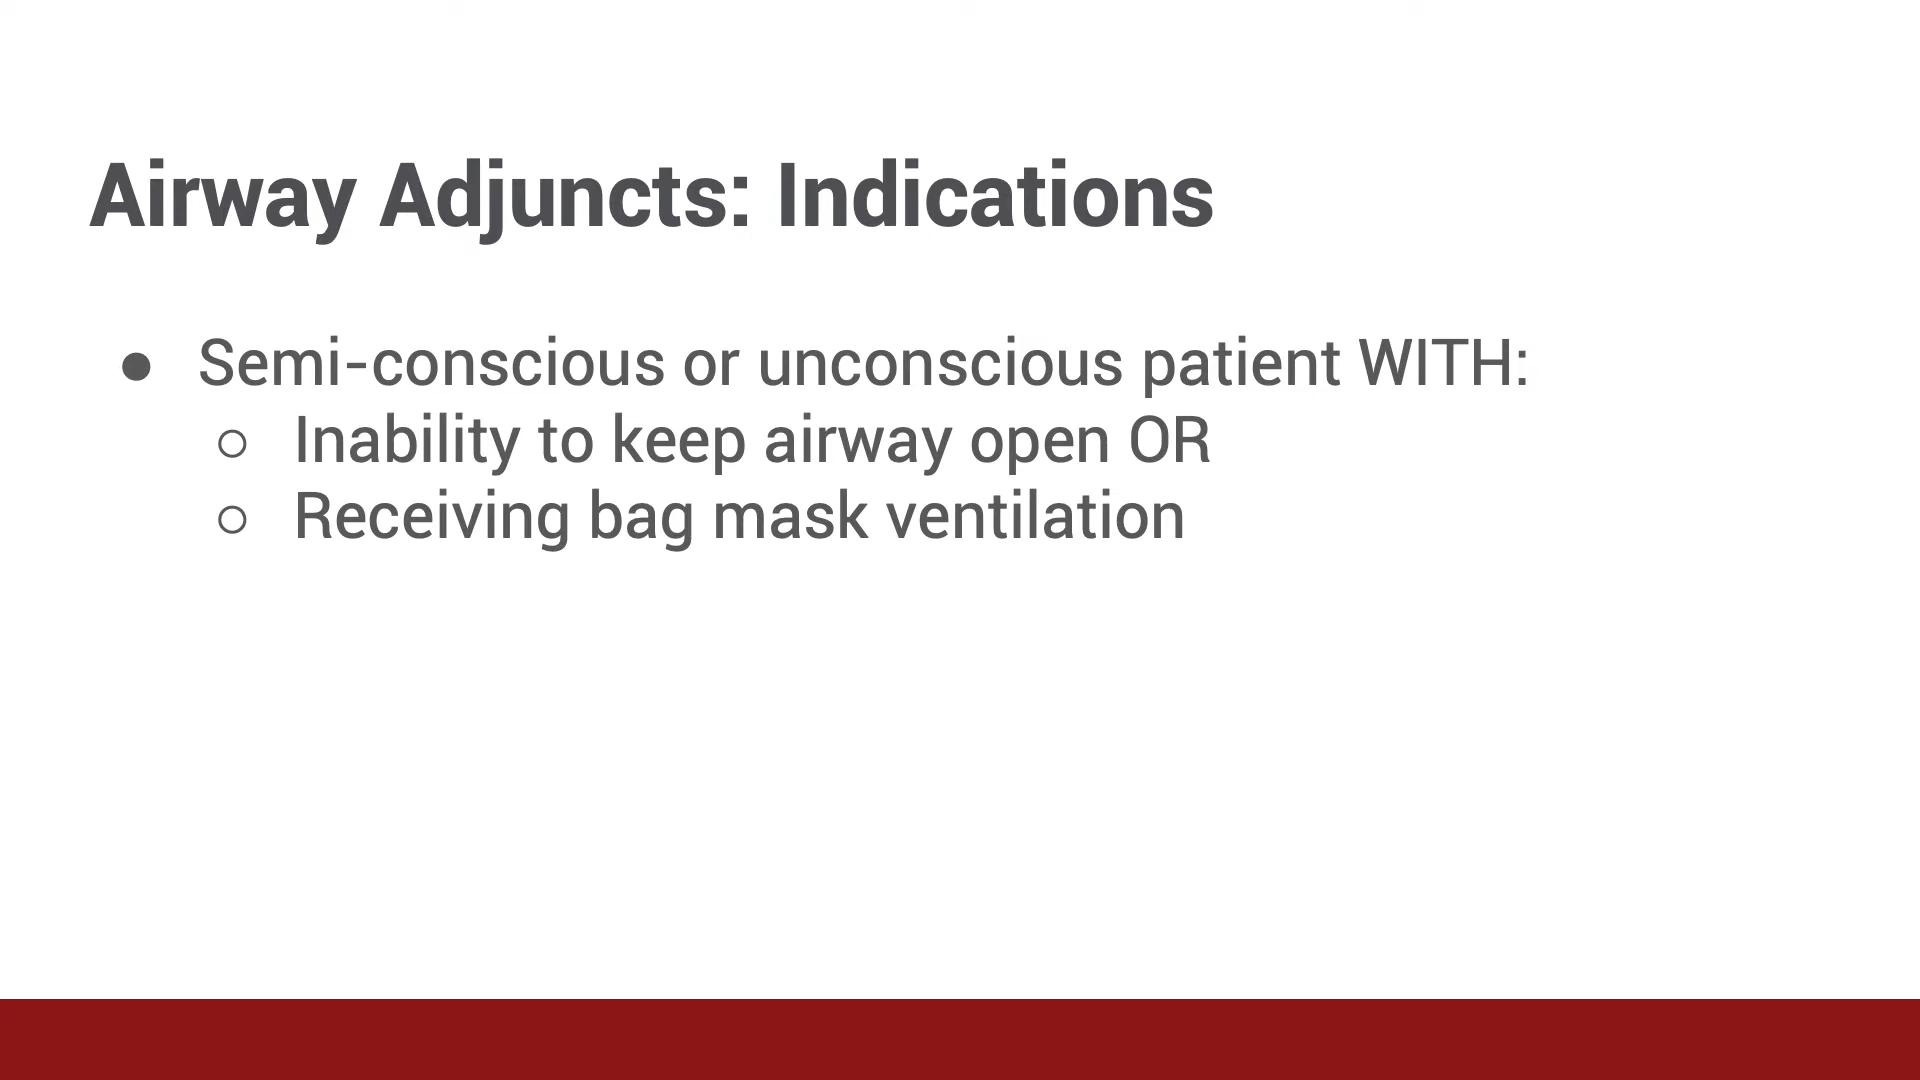 Airway Adjuncts: Indications
● Semi-conscious or unconscious patient WITH:
○ Inability to keep airway open OR
○ Receiving bag mask ventilation